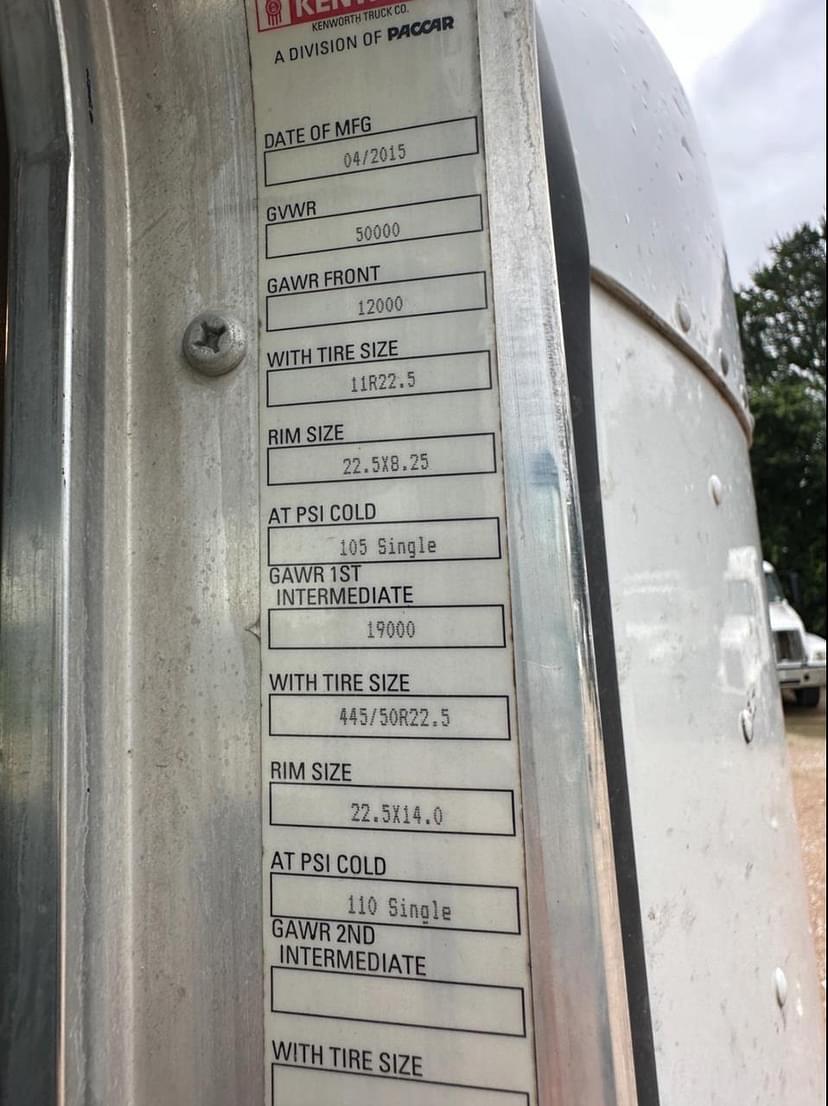 KENWORTH TRUCK CO.
A DIVISION OF PACCAR
DATE OF MFG
04/2015
GVWR
50000
GAWR FRONT
12000
WITH TIRE SIZE
11R22.5
RIM SIZE
22.5X8.25
AT PSI COLD
105 Single
GAWR 1ST
INTERMEDIATE
19000
WITH TIRE SIZE
445/50R22.5
RIM SIZE
22.5X14.0
AT PSI COLD
110 Single
GAWR 2ND
INTERMEDIATE
WITH TIRE SIZE